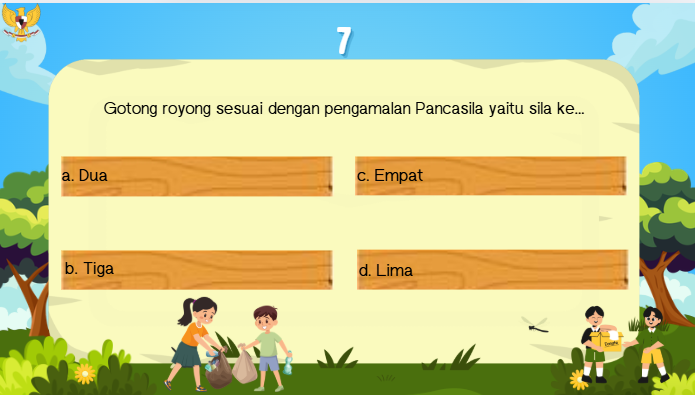 7
Gotong royong sesuai dengan pengamalan Pancasila yaitu sila ke...
a. Dua
c. Empat
b. Tiga
d. Lima